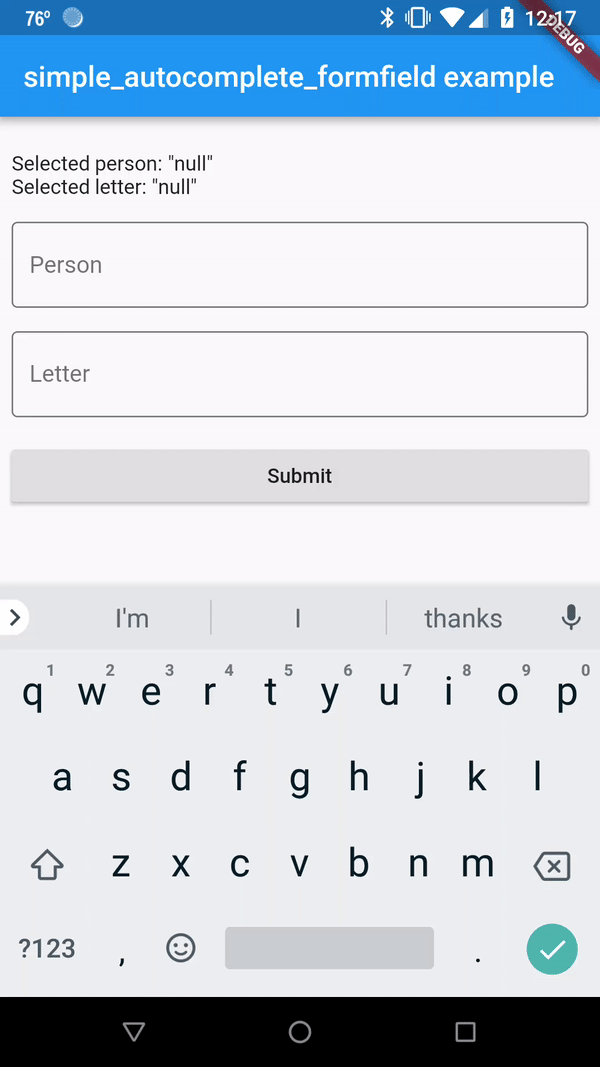 76° 12:17
DEBUG
simple_autocomplete_formfield example
Selected person: "null"
Selected letter: "null"
Person
Letter
Submit
I'm I thanks
1 2 3 4 5 6 7 8 9 0
q w e r t y u i o p
a s d f g h j k l
z x c v b n m
?123 , .